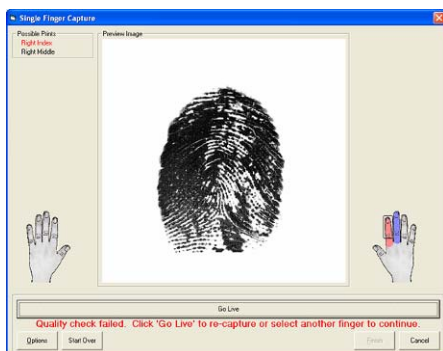 Single Finger Capture
Possible Prints
Right Index
Right Middle
Preview Image
Go Live
Quality check failed. Click 'Go Live' to re-capture or select another finger to continue.
Options
Start Over
Finish
Cancel